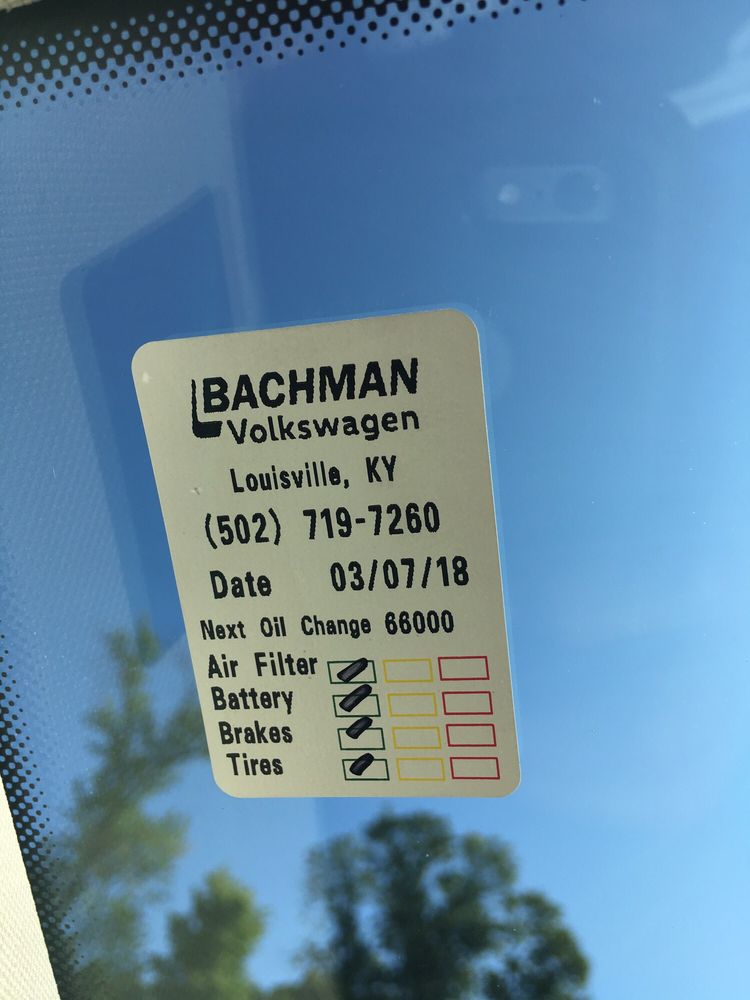 BACHMAN
Volkswagen
Louisville, KY
(502) 719-7260
Date 03/07/18
Next Oil Change 66000
Air Filter
Battery
Brakes
Tires